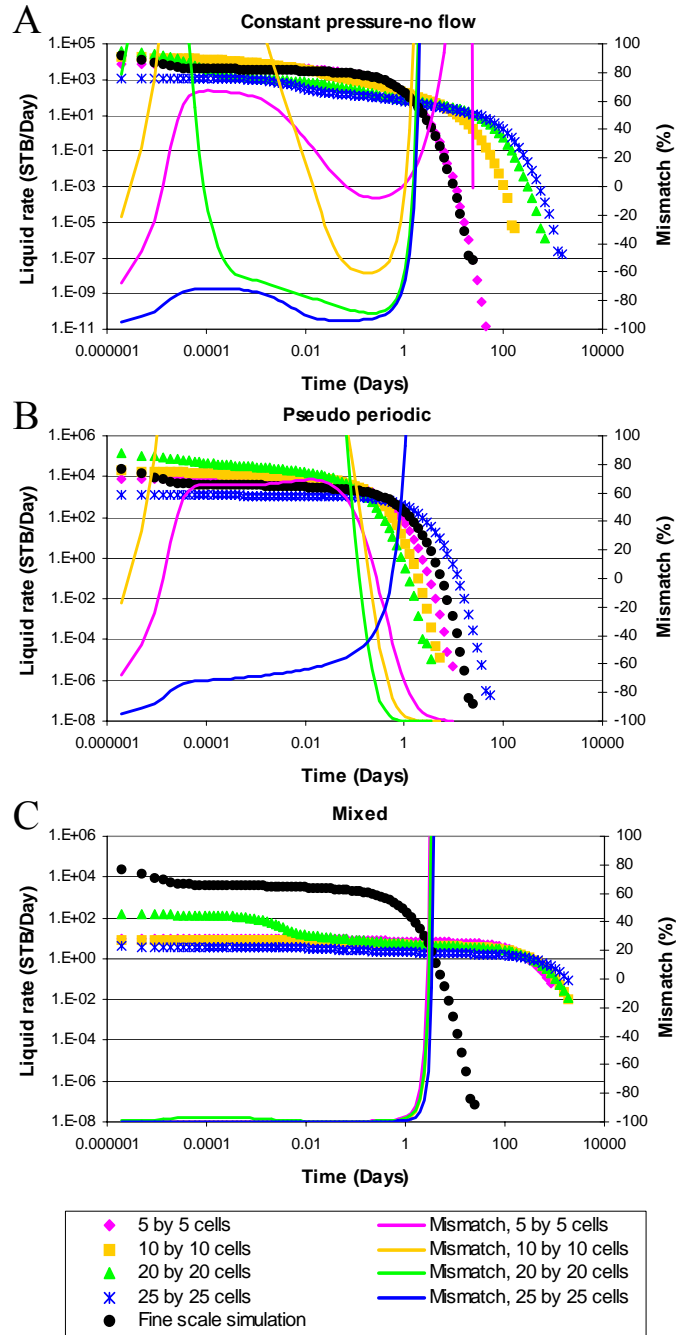 A
Constant pressure-no flow
1.E+05
1.E+03
1.E+01
1.E-01
1.E-03
1.E-05
1.E-07
1.E-09
1.E-11
Liquid rate (STB/Day)
100
80
60
40
20
0
-20
-40
-60
-80
-100
Mismatch (%)
0.000001
0.0001
0.01
1
100
10000
Time (Days)
B
Pseudo periodic
1.E+06
1.E+04
1.E+02
1.E+00
1.E-02
1.E-04
1.E-06
1.E-08
Liquid rate (STB/Day)
100
80
60
40
20
0
-20
-40
-60
-80
-100
Mismatch (%)
0.000001
0.0001
0.01
1
100
10000
Time (Days)
C
Mixed
1.E+06
1.E+04
1.E+02
1.E+00
1.E-02
1.E-04
1.E-06
1.E-08
Liquid rate (STB/Day)
100
80
60
40
20
0
-20
-40
-60
-80
-100
Mismatch (%)
0.000001
0.0001
0.01
1
100
10000
Time (Days)
5 by 5 cells
Mismatch, 5 by 5 cells
10 by 10 cells
Mismatch, 10 by 10 cells
20 by 20 cells
Mismatch, 20 by 20 cells
25 by 25 cells
Mismatch, 25 by 25 cells
Fine scale simulation